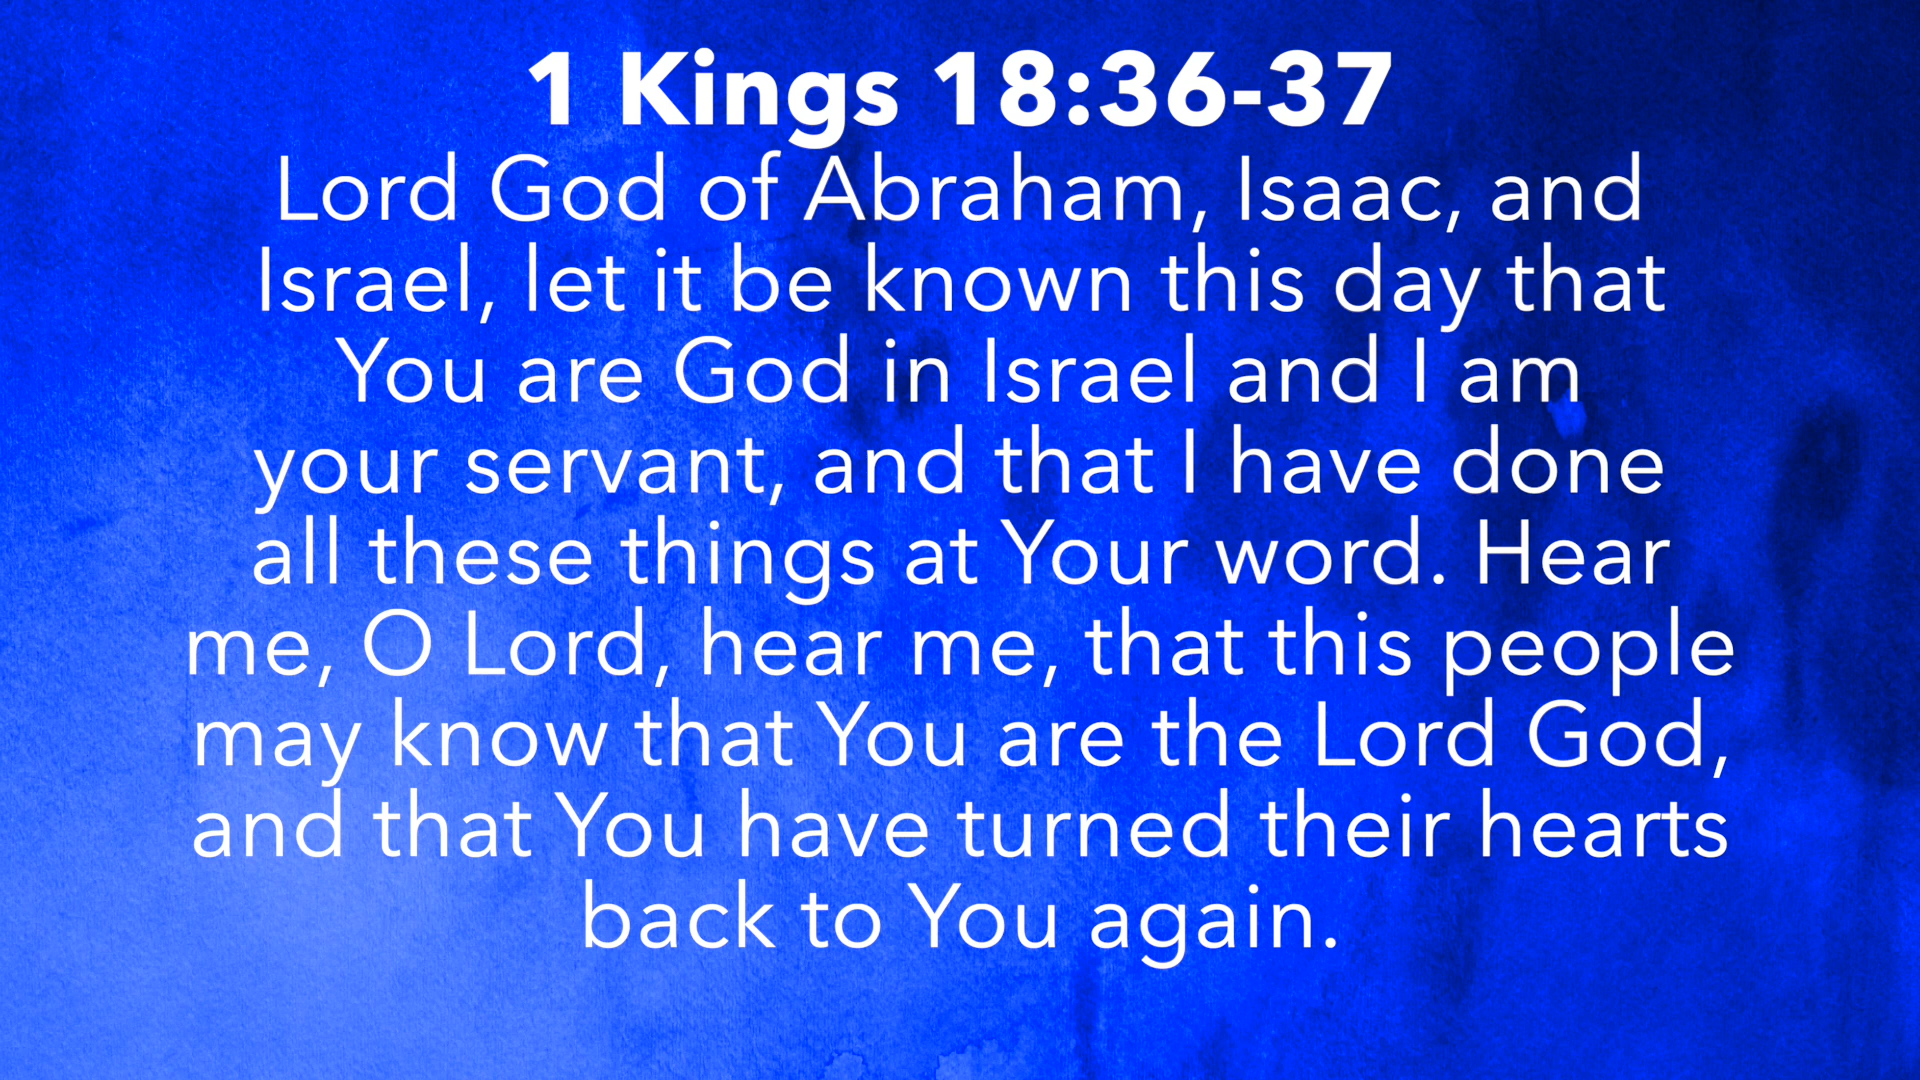 1 Kings 18:36-37
Lord God of Abraham, Isaac, and
Israel, let it be known this day that
You are God in Israel and I am
your servant, and that I have done
all these things at Your word. Hear
me, O Lord, hear me, that this people
may know that You are the Lord God,
and that You have turned their hearts
back to You again.